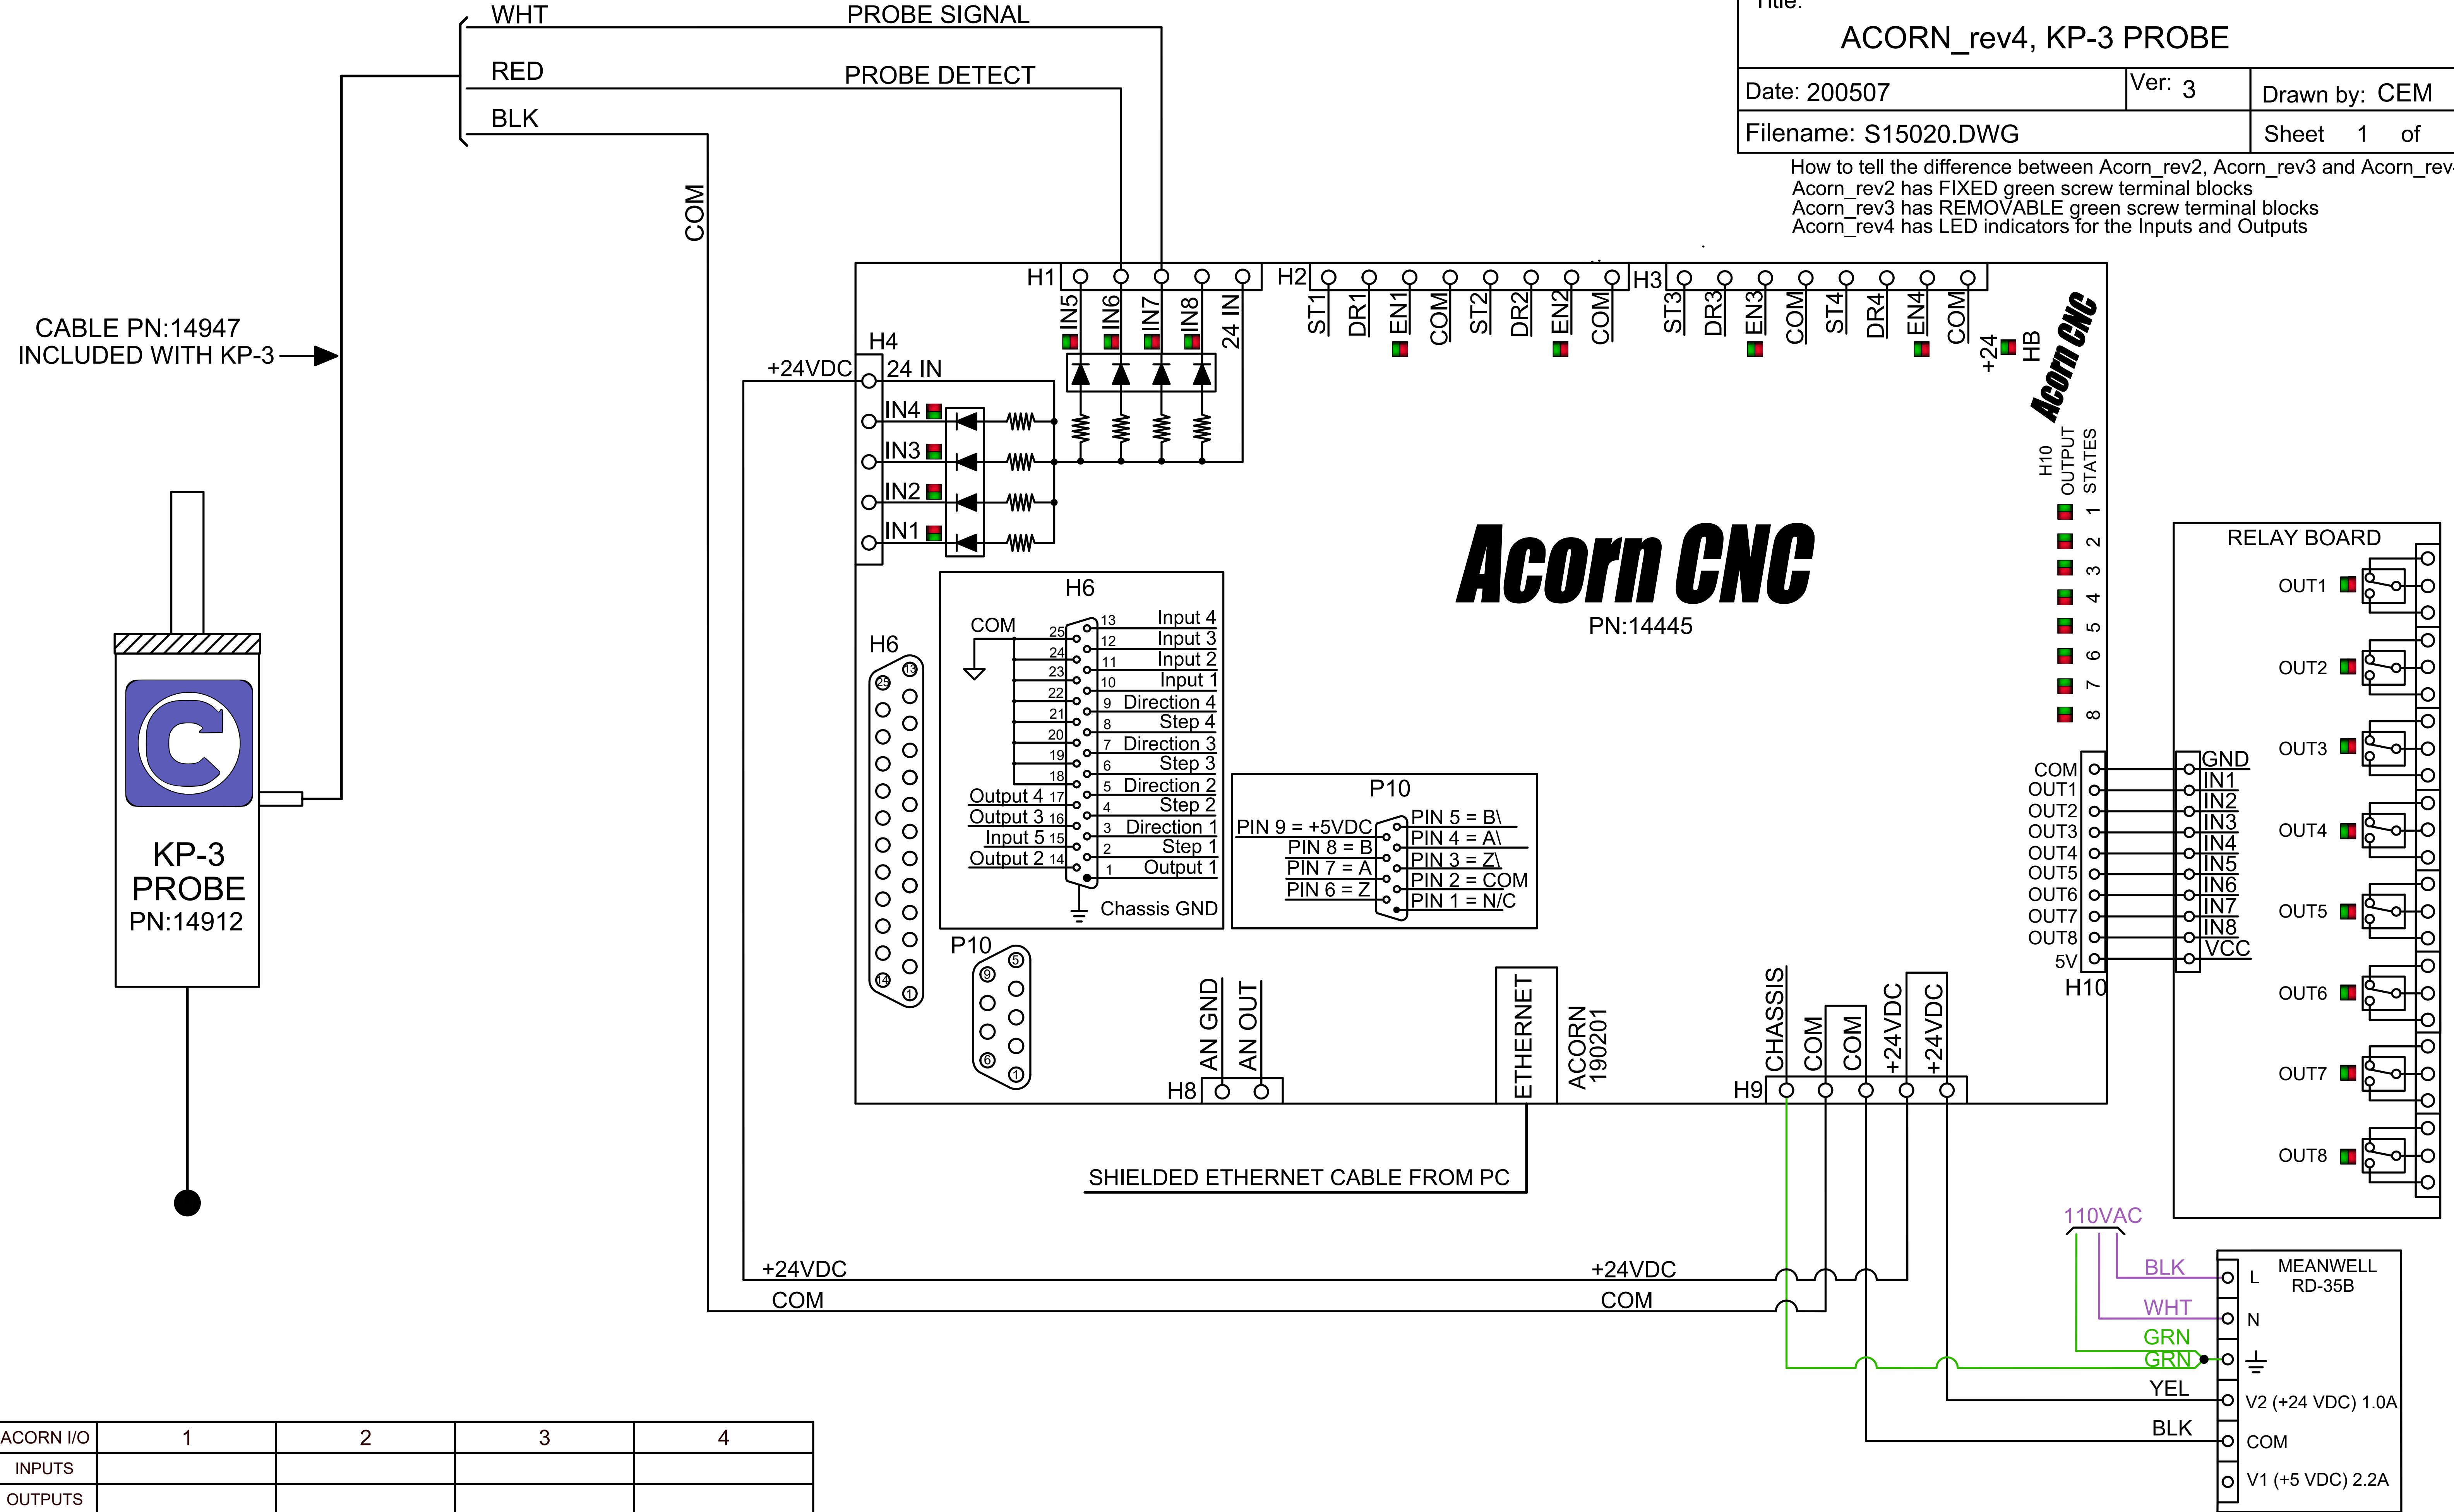 WHT
PROBE SIGNAL
RED
PROBE DETECT
BLK
COM
Title:
ACORN_rev4, KP-3 PROBE
Date: 200507
Ver: 3
Drawn by: CEM
Filename: S15020.DWG
Sheet 1 of
How to tell the difference between Acorn_rev2, Acorn_rev3 and Acorn_rev4
Acorn_rev2 has FIXED green screw terminal blocks
Acorn_rev3 has REMOVABLE green screw terminal blocks
Acorn_rev4 has LED indicators for the Inputs and Outputs
CABLE PN:14947
INCLUDED WITH KP-3
C
KP-3
PROBE
PN:14912
H1
IN5
IN6
IN7
IN8
24 IN
H2
ST1
DR1
EN1
COM
ST2
DR2
EN2
COM
H3
ST3
DR3
EN3
COM
ST4
DR4
EN4
COM
+24
HB
Acorn CNC
H4
+24VDC
24 IN
IN4
IN3
IN2
IN1
Acorn CNC
PN:14445
H10
OUTPUT
STATES
1
2
3
4
5
6
7
8
H6
13
25
14
1
H6
COM
25
24
23
22
21
20
19
18
Output 4 17
Output 3 16
Input 5 15
Output 2 14
13 Input 4
12 Input 3
11 Input 2
10 Input 1
9 Direction 4
8 Step 4
7 Direction 3
6 Step 3
5 Direction 2
4 Step 2
3 Direction 1
2 Step 1
1 Output 1
Chassis GND
P10
PIN 9 = +5VDC
PIN 8 = B
PIN 7 = A
PIN 6 = Z
PIN 5 = B\
PIN 4 = A\
PIN 3 = Z\
PIN 2 = COM
PIN 1 = N/C
P10
5
9
6
1
H8
AN GND
AN OUT
ETHERNET
ACORN
190201
H9
CHASSIS
COM
COM
+24VDC
+24VDC
COM
OUT1
OUT2
OUT3
OUT4
OUT5
OUT6
OUT7
OUT8
5V
H10
GND
IN1
IN2
IN3
IN4
IN5
IN6
IN7
IN8
VCC
RELAY BOARD
OUT1
OUT2
OUT3
OUT4
OUT5
OUT6
OUT7
OUT8
SHIELDED ETHERNET CABLE FROM PC
+24VDC
+24VDC
COM
COM
110VAC
BLK
WHT
GRN
GRN
YEL
BLK
MEANWELL
RD-35B
L
N
V2 (+24 VDC) 1.0A
COM
V1 (+5 VDC) 2.2A
ACORN I/O 1 2 3 4
INPUTS
OUTPUTS